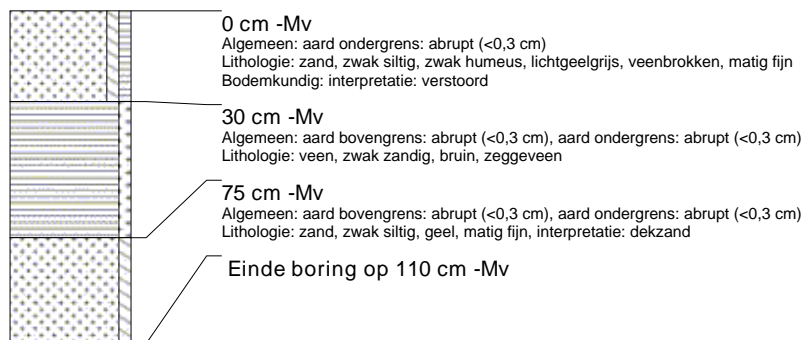 0 cm -Mv
Algemeen: aard ondergrens: abrupt (<0,3 cm)
Lithologie: zand, zwak siltig, zwak humeus, lichtgeelgrijs, veenbrokken, matig fijn
Bodemkundig: interpretatie: verstoord
30 cm -Mv
Algemeen: aard bovengrens: abrupt (<0,3 cm), aard ondergrens: abrupt (<0,3 cm)
Lithologie: veen, zwak zandig, bruin, zeggeveen
75 cm -Mv
Algemeen: aard bovengrens: abrupt (<0,3 cm), aard ondergrens: abrupt (<0,3 cm)
Lithologie: zand, zwak siltig, geel, matig fijn, interpretatie: dekzand
Einde boring op 110 cm -Mv